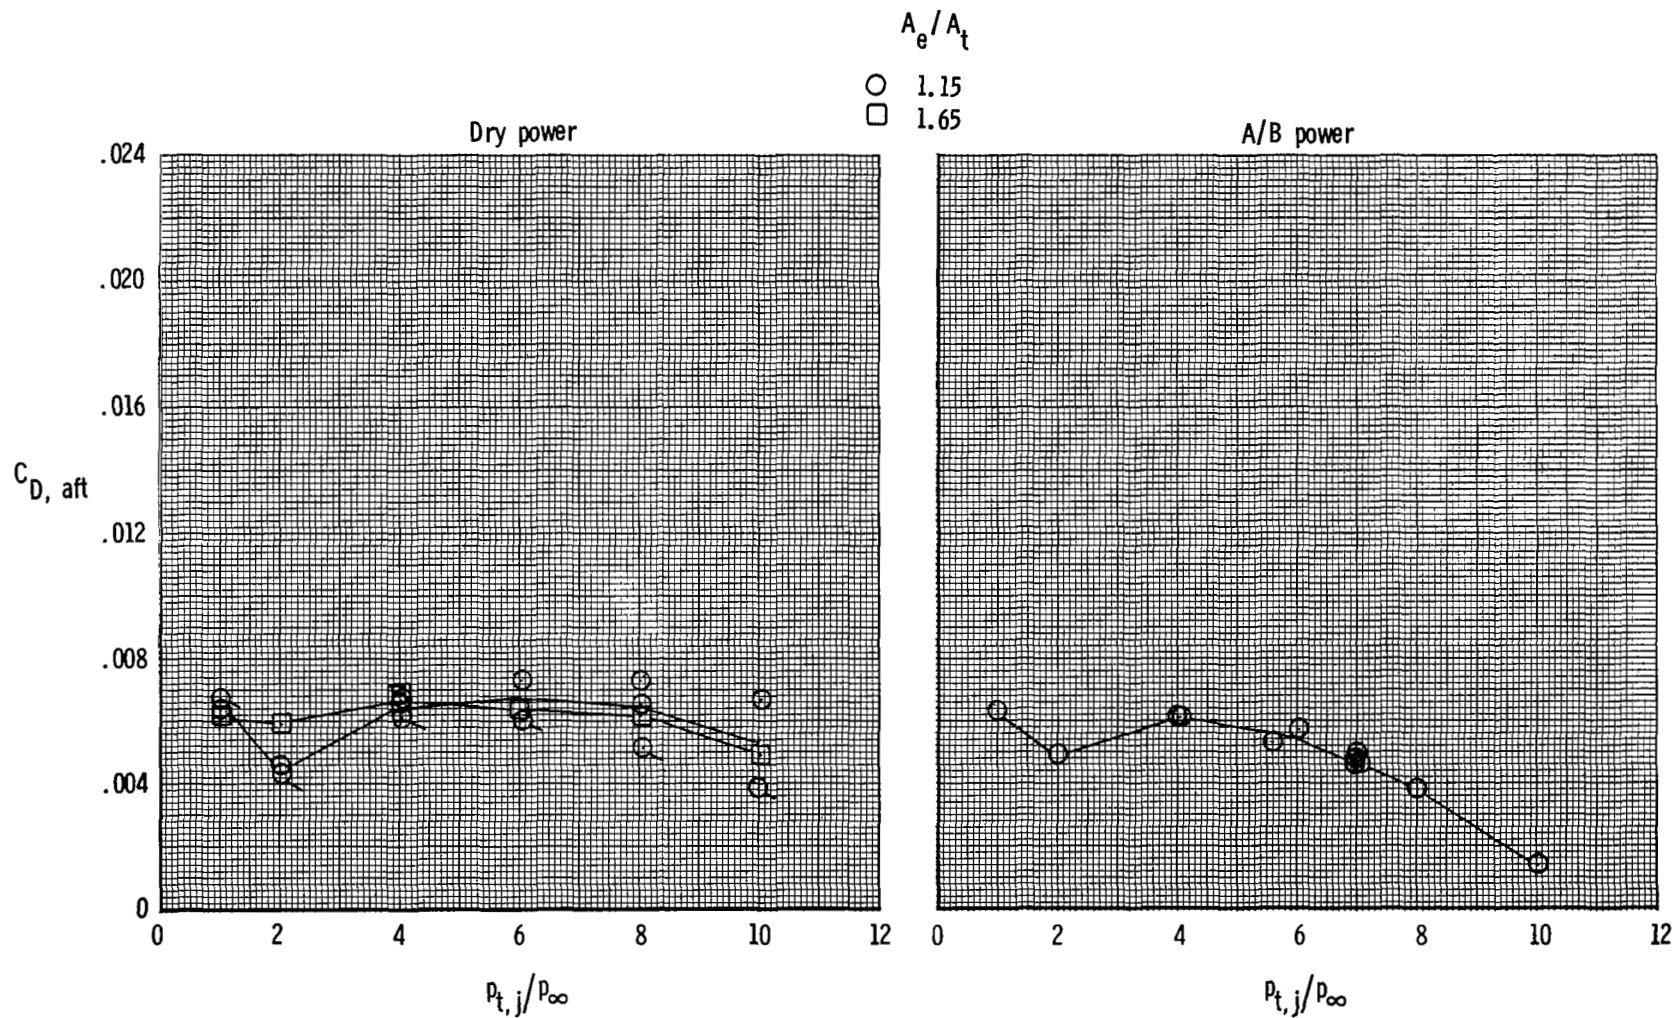 A_e/A_t
1.15
1.65
Dry power
A/B power
.024
.020
.016
C_D, aft
.012
.008
.004
0
0 2 4 6 8 10 12
0 2 4 6 8 10 12
p_t, j/p_∞
p_t, j/p_∞